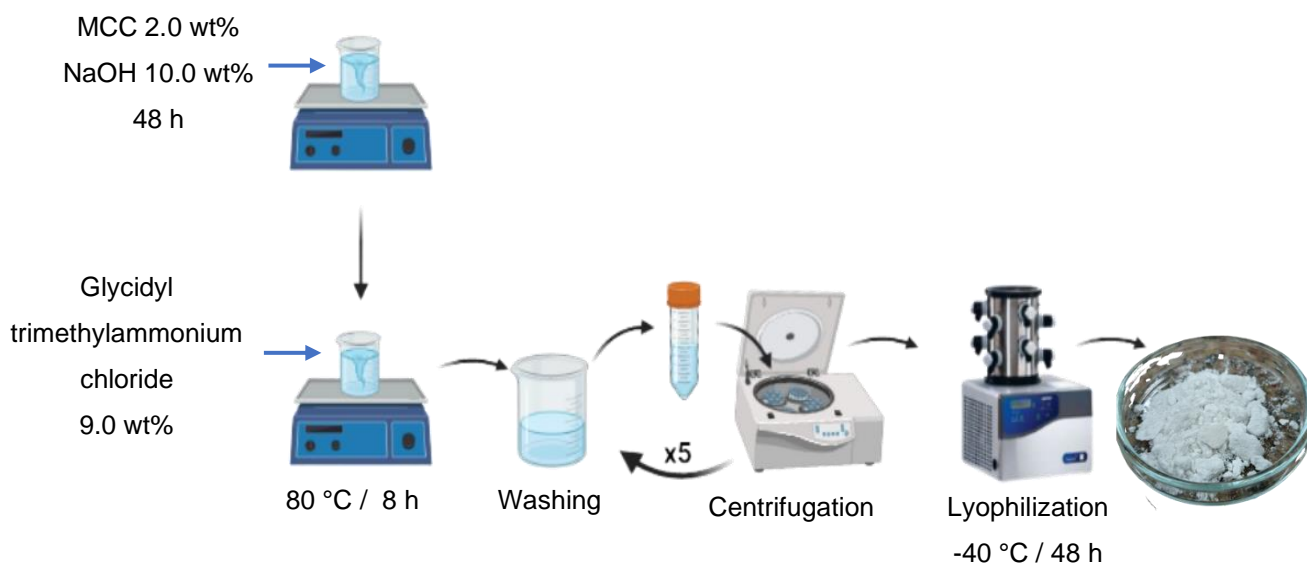 MCC 2.0 wt%
NaOH 10.0 wt%
48 h
Glycidyl
trimethylammonium
chloride
9.0 wt%
80 °C / 8 h
Washing
x5
Centrifugation
Lyophilization
-40 °C / 48 h